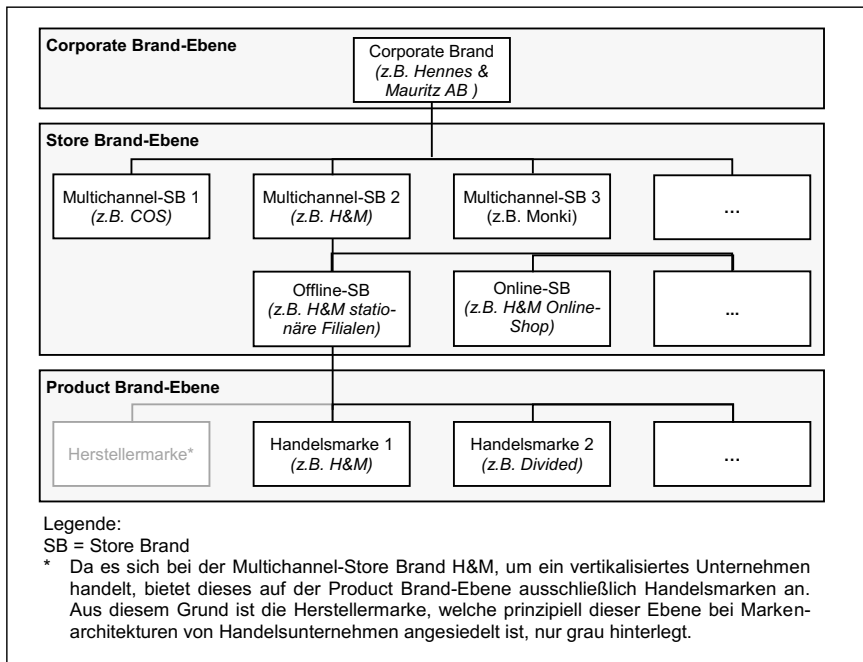 Corporate Brand-Ebene
Corporate Brand
(z.B. Hennes &
Mauritz AB )
Store Brand-Ebene
Multichannel-SB 1
(z.B. COS)
Multichannel-SB 2
(z.B. H&M)
Multichannel-SB 3
(z.B. Monki)
...
Offline-SB
(z.B. H&M statio-
näre Filialen)
Online-SB
(z.B. H&M Online-
Shop)
...
Product Brand-Ebene
Herstellermarke*
Handelsmarke 1
(z.B. H&M)
Handelsmarke 2
(z.B. Divided)
...
Legende:
SB = Store Brand
* Da es sich bei der Multichannel-Store Brand H&M, um ein vertikalisiertes Unternehmen
handelt, bietet dieses auf der Product Brand-Ebene ausschließlich Handelsmarken an.
Aus diesem Grund ist die Herstellermarke, welche prinzipiell dieser Ebene bei Marken-
architekturen von Handelsunternehmen angesiedelt ist, nur grau hinterlegt.